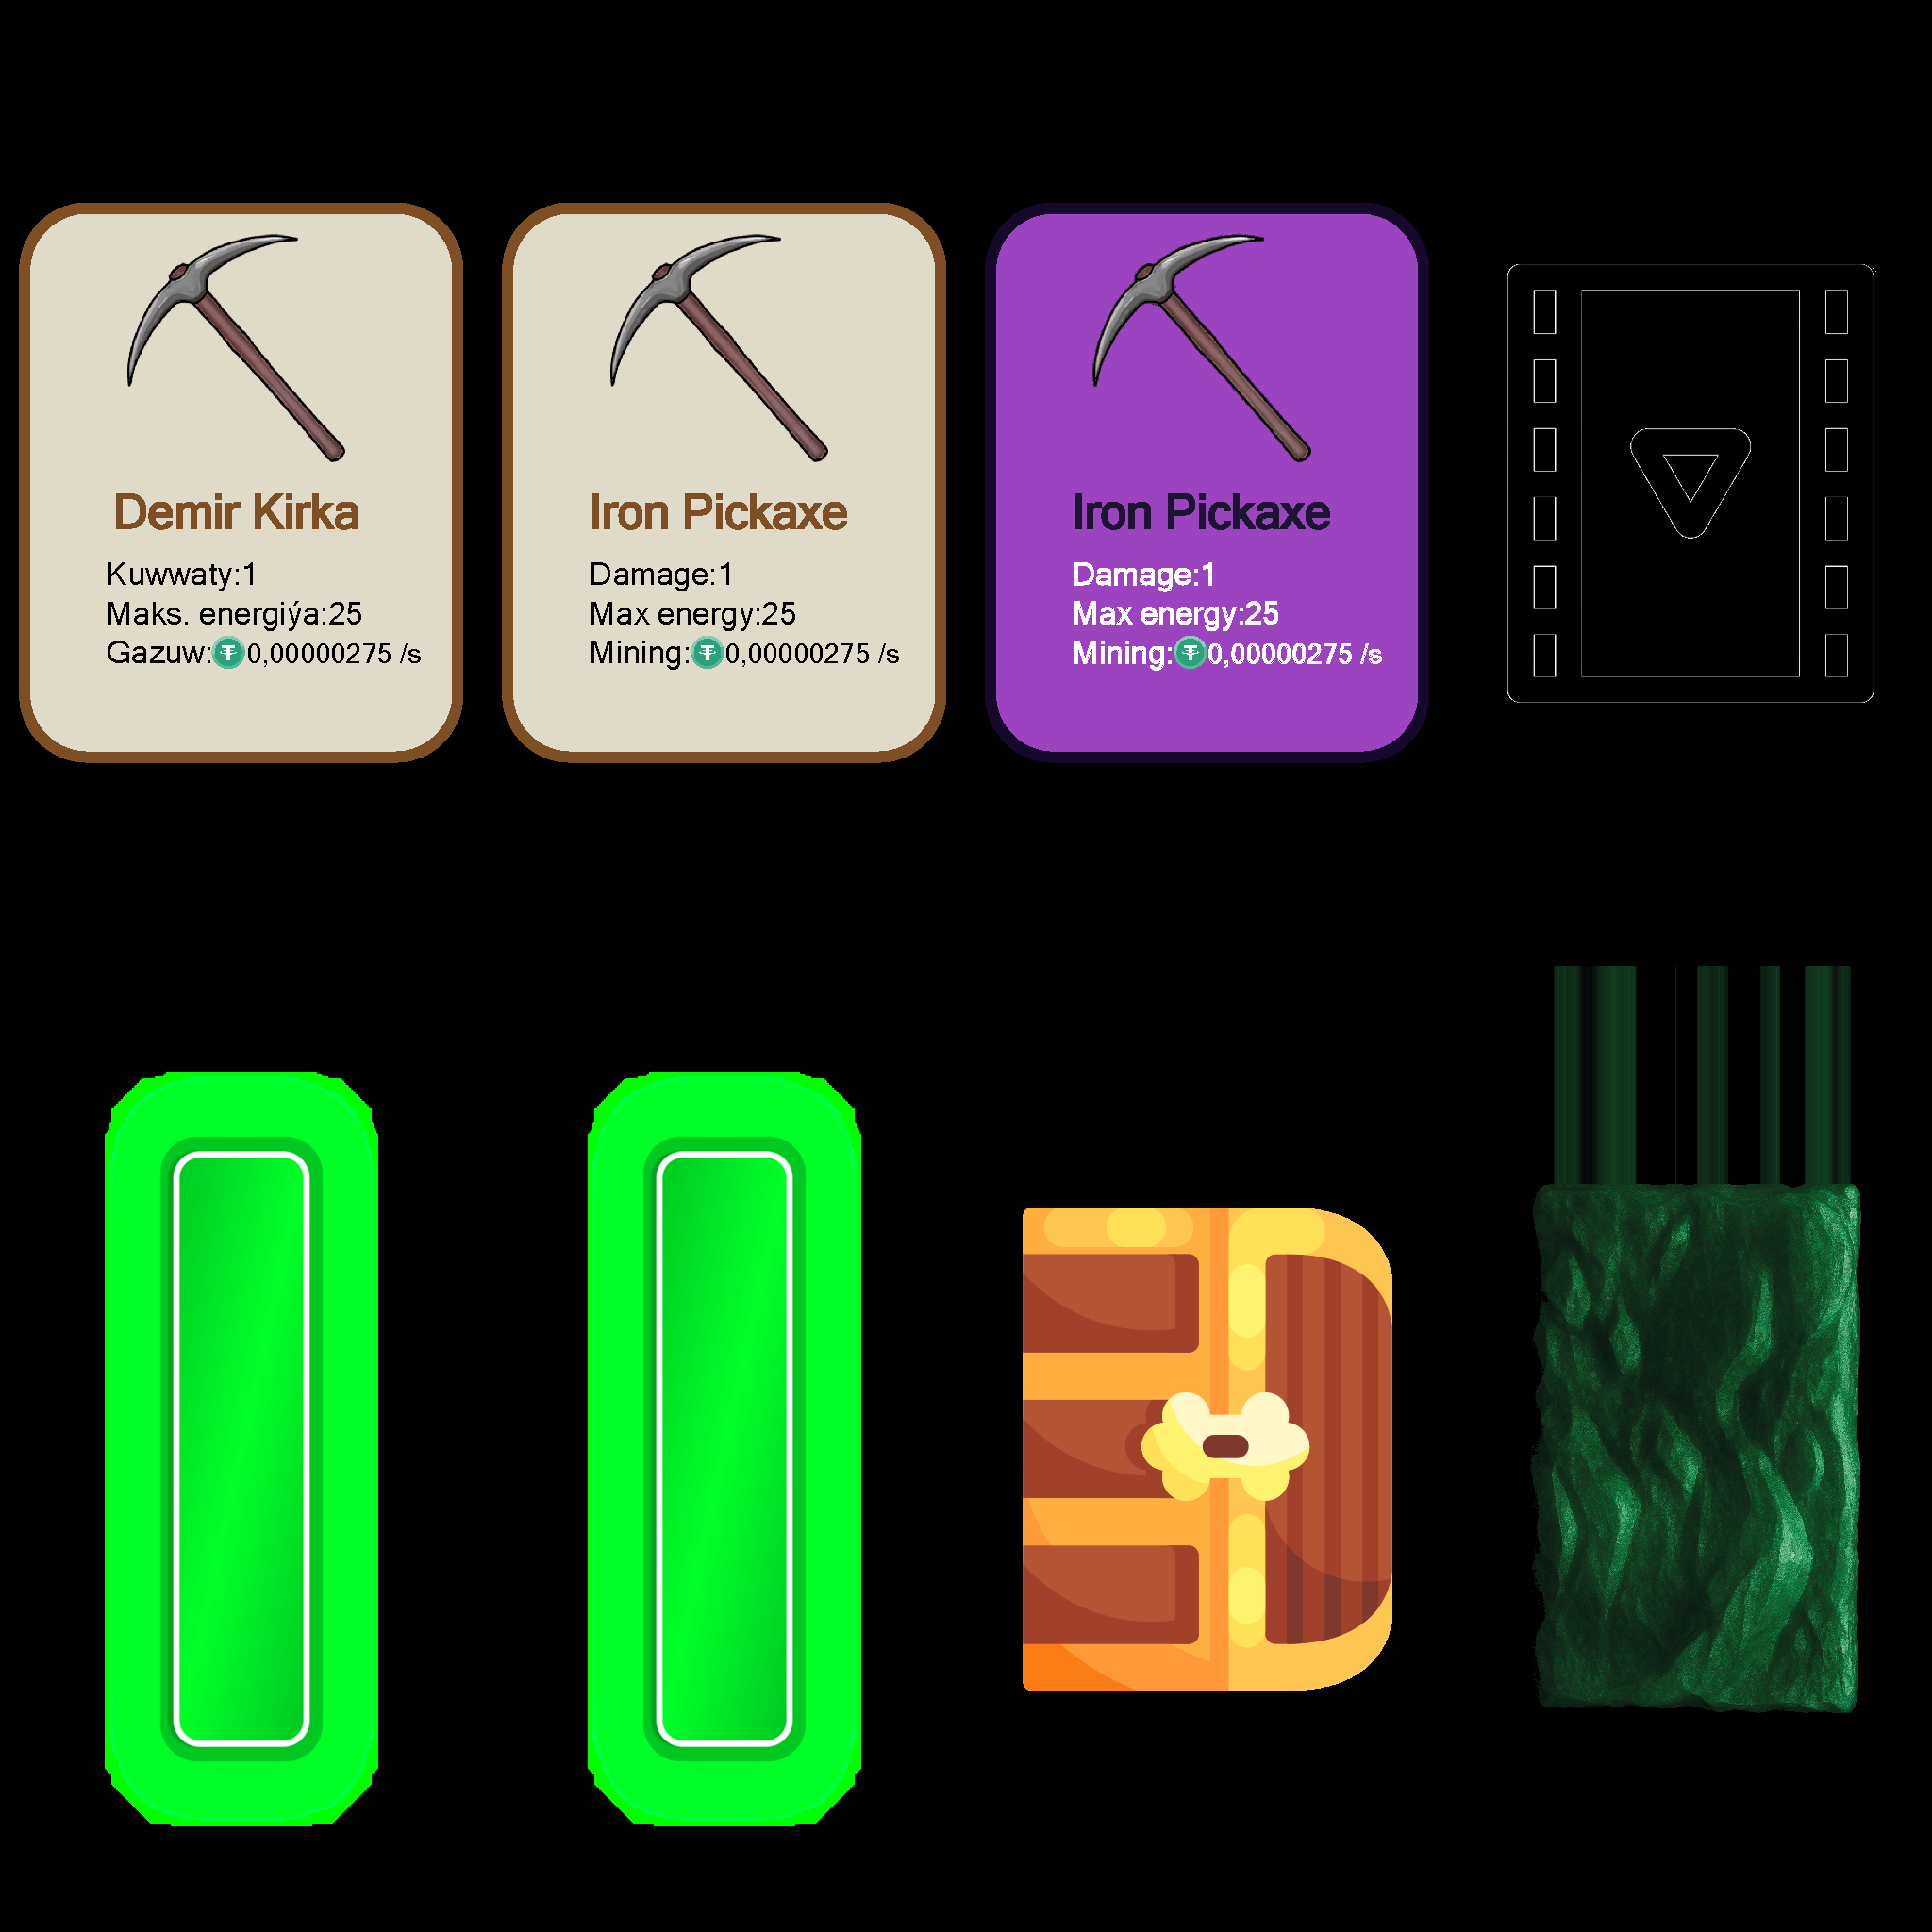 Demir Kirka
Kuwwaty:1
Maks. energiýa:25
Gazuw:0,00000275 /s
Iron Pickaxe
Damage:1
Max energy:25
Mining:0,00000275 /s
Iron Pickaxe
Damage:1
Max energy:25
Mining:0,00000275 /s